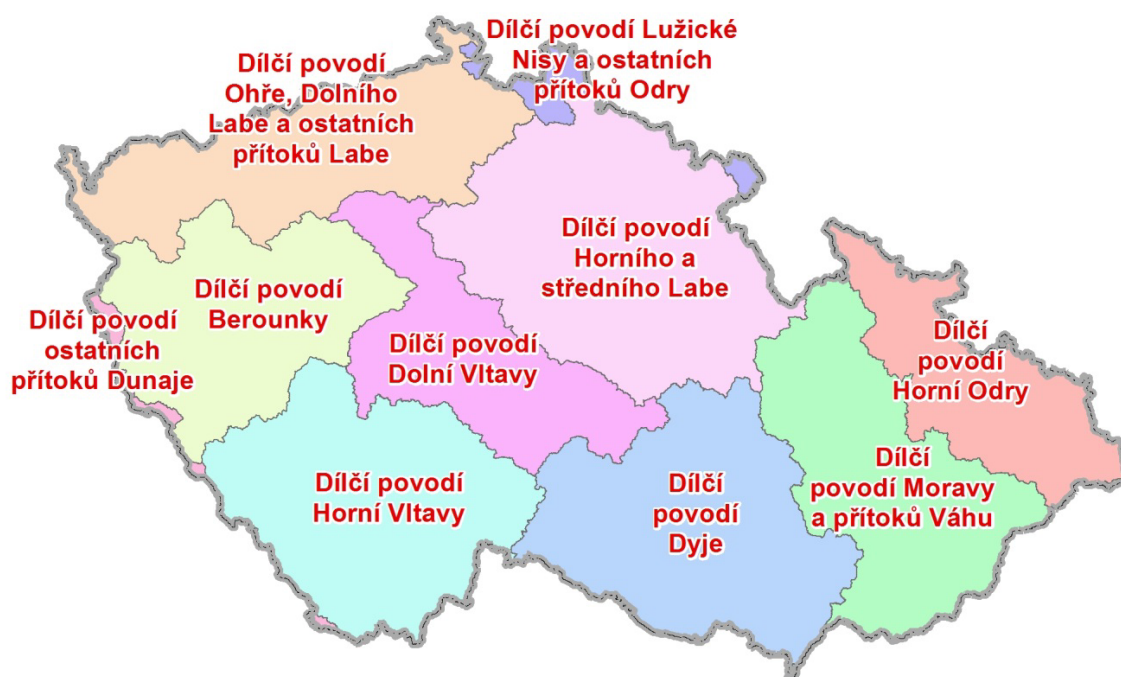 Dílčí povodí
Ohře, Dolního
Labe a ostatních
přítoků Labe
Dílčí povodí Lužické
Nisy a ostatních
přítoků Odry
Dílčí povodí
Horního a
středního Labe
Dílčí povodí
Berounky
Dílčí povodí
ostatních
přítoků Dunaje
Dílčí povodí
Dolní Vltavy
Dílčí
povodí
Horní Odry
Dílčí povodí
Horní Vltavy
Dílčí
povodí
Dyje
Dílčí
povodí Moravy
a přítoků Váhu